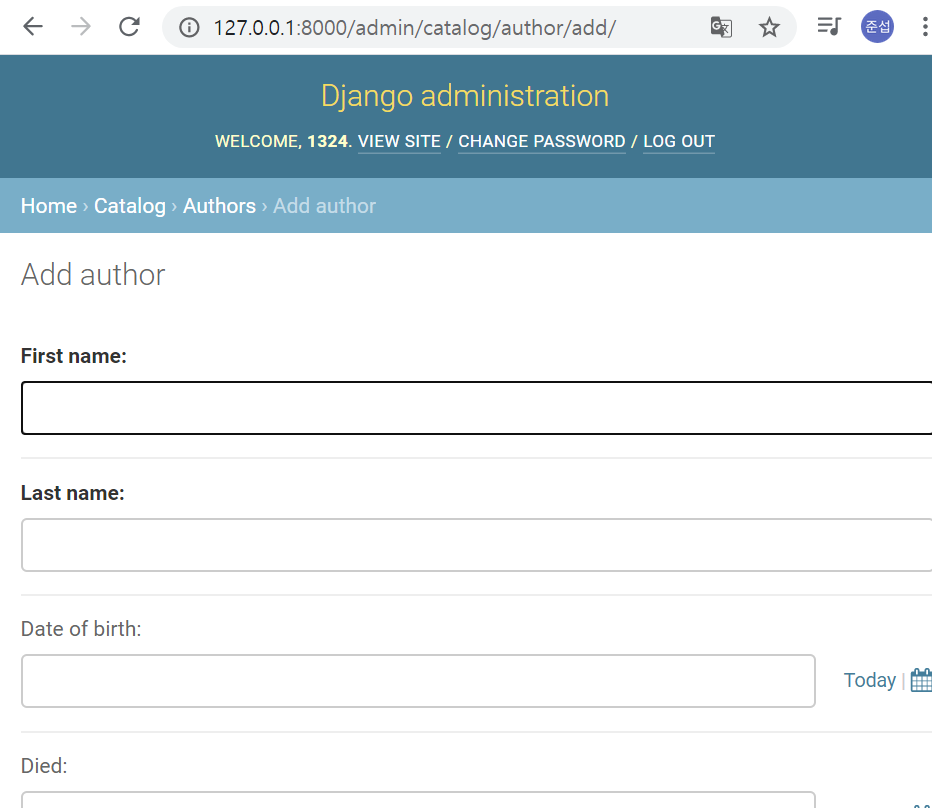 127.0.0.1:8000/admin/catalog/author/add/
준섭
Django administration
WELCOME, 1324. VIEW SITE / CHANGE PASSWORD / LOG OUT
Home › Catalog › Authors › Add author
Add author
First name:
Last name:
Date of birth:
Today |
Died: